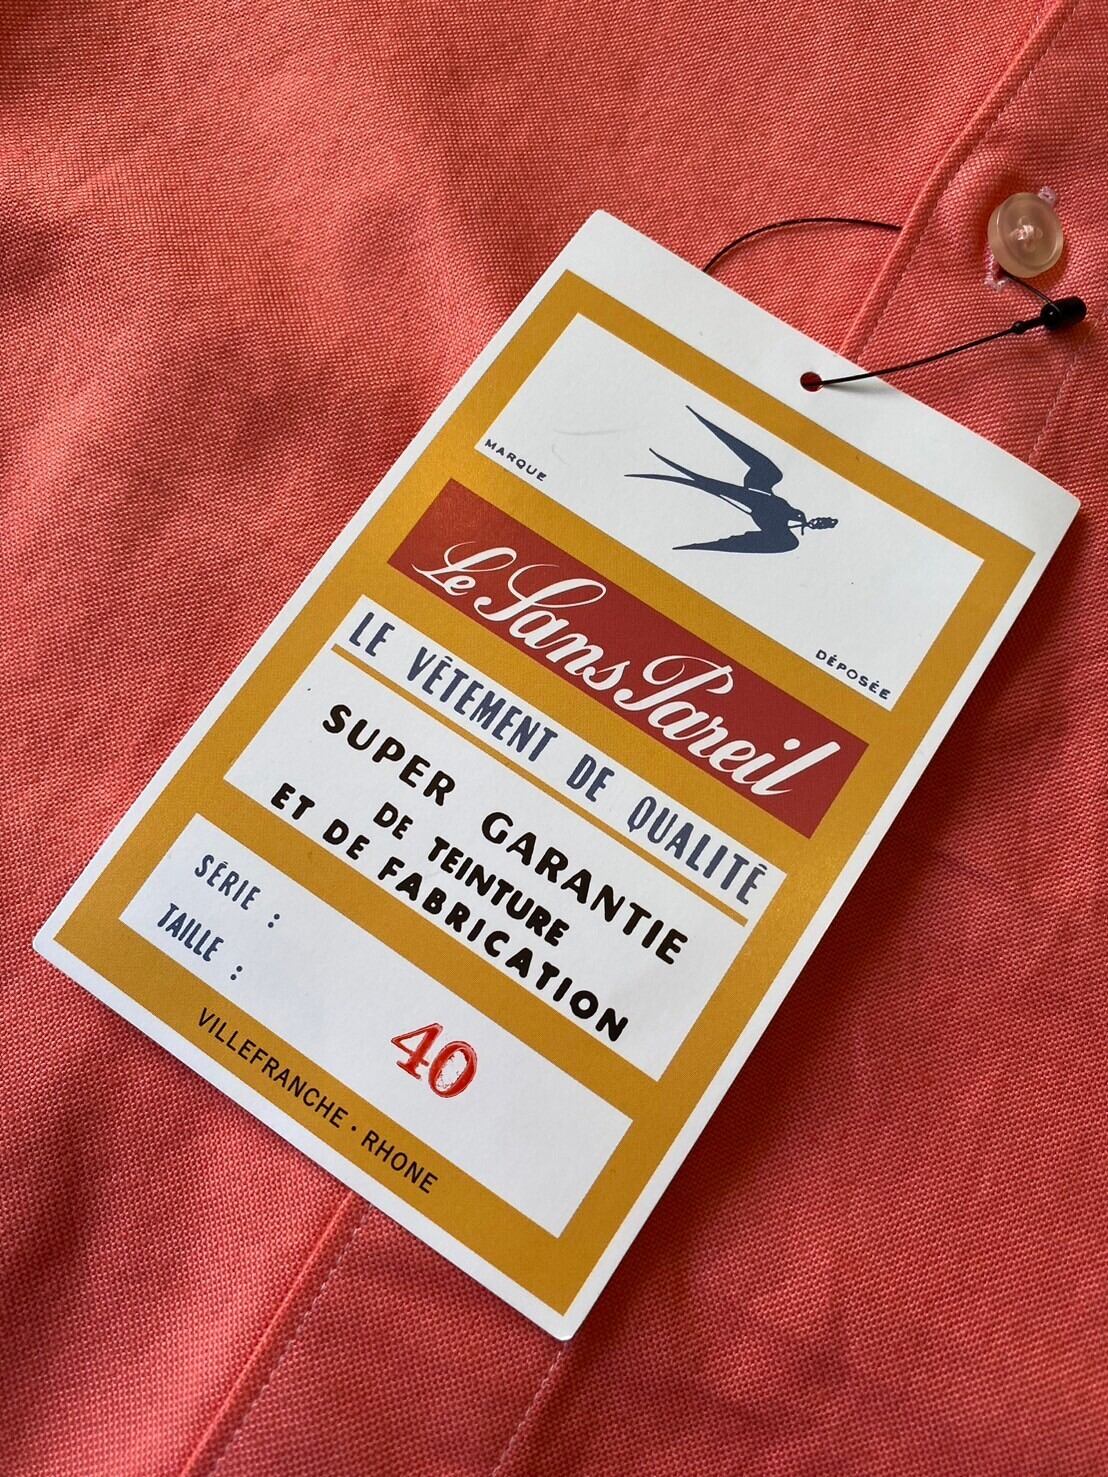 MARQUE
DÉPOSÉE
Le Sans Pareil
LE VÊTEMENT DE QUALITÉ
SUPER GARANTIE
DE TEINTURE
ET DE FABRICATION
SÉRIE :
TAILLE :
40
VILLEFRANCHE · RHONE